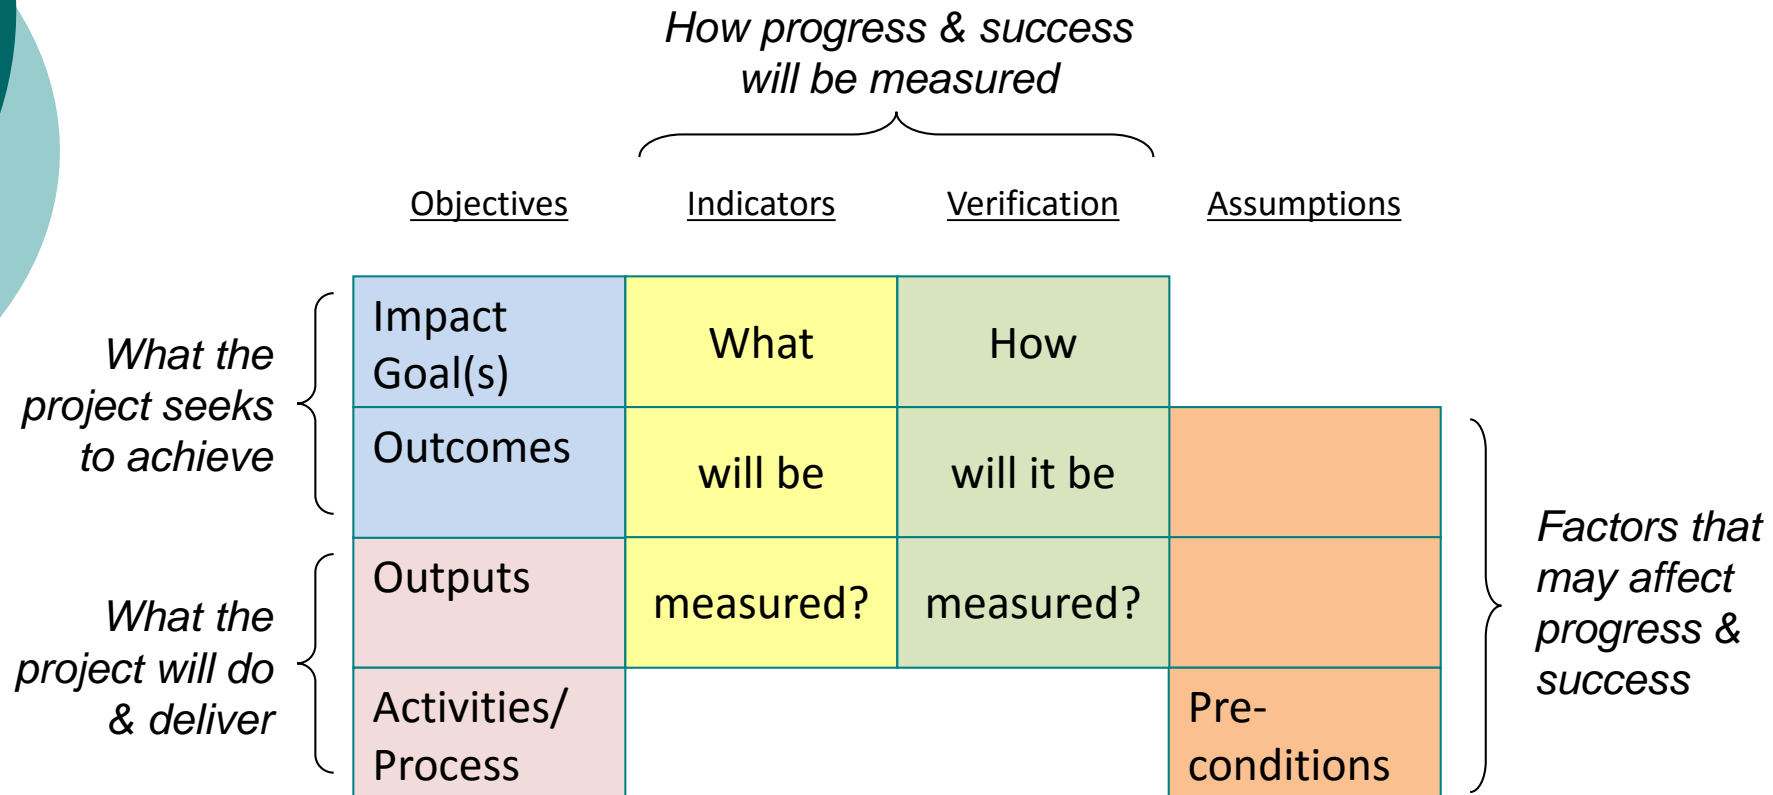 How progress & success
will be measured
Objectives
Indicators
Verification
Assumptions
What the
project seeks
to achieve
Impact
Goal(s)
What
How
Outcomes
will be
will it be
What the
project will do
& deliver
Outputs
measured?
measured?
Activities/
Process
Pre-
conditions
Factors that
may affect
progress &
success